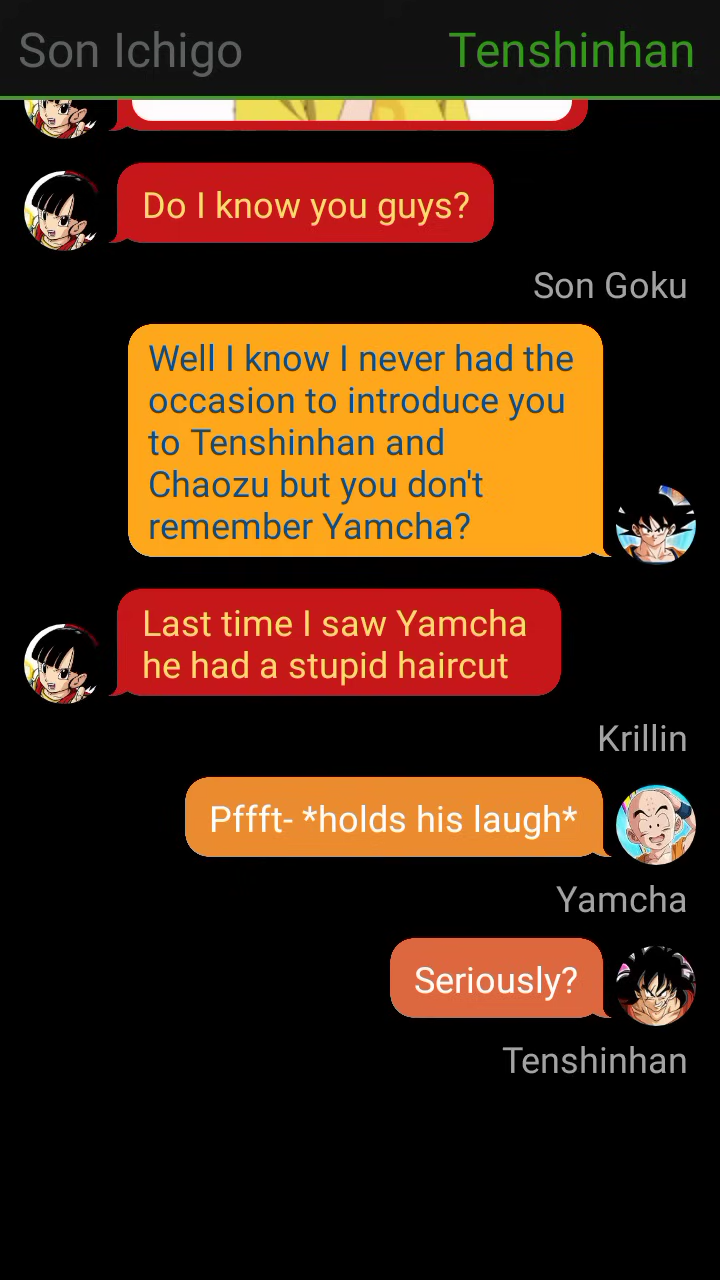 Son Ichigo
Tenshinhan
Do I know you guys?
Son Goku
Well I know I never had the
occasion to introduce you
to Tenshinhan and
Chaozu but you don't
remember Yamcha?
Last time I saw Yamcha
he had a stupid haircut
Krillin
Pffft- *holds his laugh*
Yamcha
Seriously?
Tenshinhan